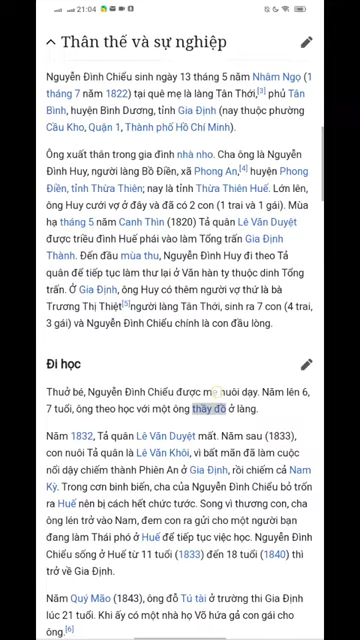 21:04
Thân thế và sự nghiệp
Nguyễn Đình Chiểu sinh ngày 13 tháng 5 năm Nhâm Ngọ (1
tháng 7 năm 1822) tại quê mẹ là làng Tân Thới,[3] phủ Tân
Bình, huyện Bình Dương, tỉnh Gia Định (nay thuộc phường
Cầu Kho, Quận 1, Thành phố Hồ Chí Minh).
Ông xuất thân trong gia đình nhà nho. Cha ông là Nguyễn
Đình Huy, người làng Bồ Điền, xã Phong An,[4] huyện Phong
Điền, tỉnh Thừa Thiên; nay là tỉnh Thừa Thiên Huế. Lớn lên,
ông Huy cưới vợ ở đây và đã có 2 con (1 trai và 1 gái). Mùa
hạ tháng 5 năm Canh Thìn (1820) Tả quân Lê Văn Duyệt
được triều đình Huế phái vào làm Tổng trấn Gia Định
Thành. Đến đầu mùa thu, Nguyễn Đình Huy đi theo Tả
quân để tiếp tục làm thư lại ở Văn hàn ty thuộc dinh Tổng
trấn. Ở Gia Định, ông Huy có thêm người vợ thứ là bà
Trương Thị Thiệt[5]người làng Tân Thới, sinh ra 7 con (4 trai,
3 gái) và Nguyễn Đình Chiểu chính là con đầu lòng.
Đi học
Thuở bé, Nguyễn Đình Chiểu được mẹ nuôi dạy. Năm lên 6,
7 tuổi, ông theo học với một ông thầy đồ ở làng.
Năm 1832, Tả quân Lê Văn Duyệt mất. Năm sau (1833),
con nuôi Tả quân là Lê Văn Khôi, vì bất mãn đã làm cuộc
nổi dậy chiếm thành Phiên An ở Gia Định, rồi chiếm cả Nam
Kỳ. Trong cơn binh biến, cha của Nguyễn Đình Chiểu bỏ trốn
ra Huế nên bị cách hết chức tước. Song vì thương con, cha
ông lén trở vào Nam, đem con ra gửi cho một người bạn
đang làm Thái phó ở Huế để tiếp tục việc học. Nguyễn Đình
Chiểu sống ở Huế từ 11 tuổi (1833) đến 18 tuổi (1840) thì
trở về Gia Định.
Năm Quý Mão (1843), ông đỗ Tú tài ở trường thi Gia Định
lúc 21 tuổi. Khi ấy có một nhà họ Võ hứa gả con gái cho
ông.[6]